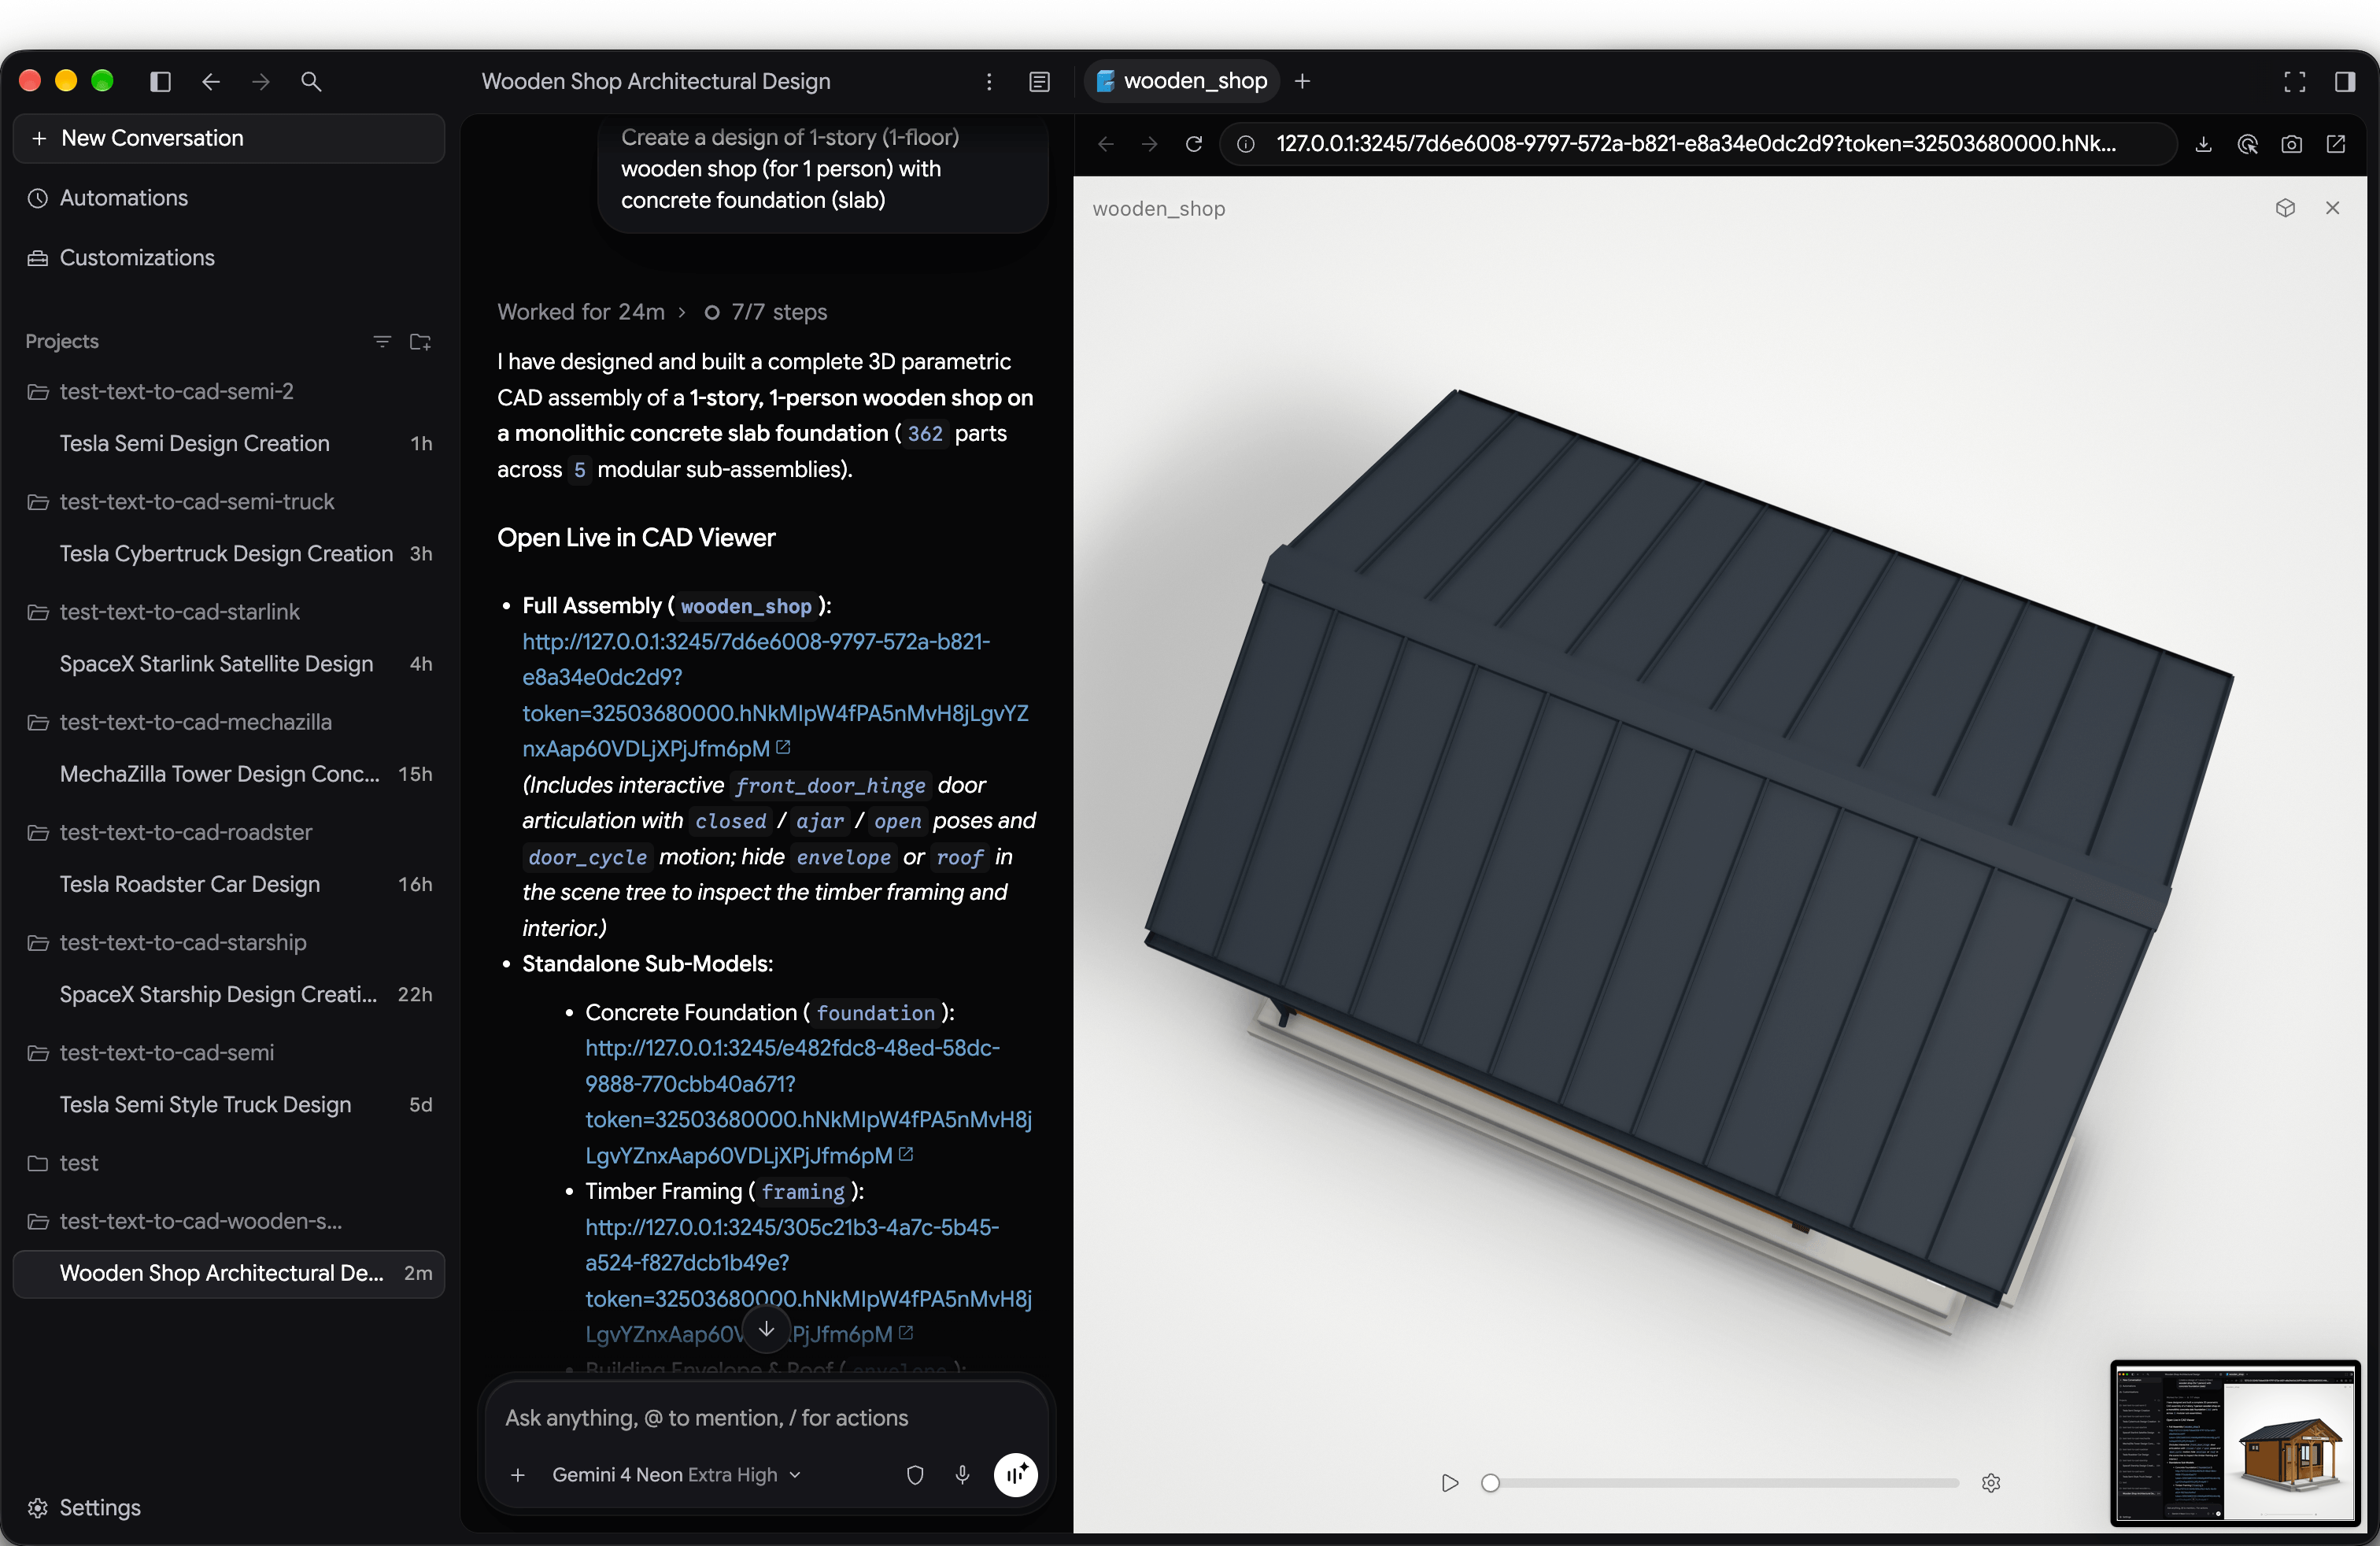 Wooden Shop Architectural Design
wooden_shop
New Conversation
Automations
Customizations
Projects
test-text-to-cad-semi-2
Tesla Semi Design Creation 1h
test-text-to-cad-semi-truck
Tesla Cybertruck Design Creation 3h
test-text-to-cad-starlink
SpaceX Starlink Satellite Design 4h
test-text-to-cad-mechazilla
MechaZilla Tower Design Conc... 15h
test-text-to-cad-roadster
Tesla Roadster Car Design 16h
test-text-to-cad-starship
SpaceX Starship Design Creati... 22h
test-text-to-cad-semi
Tesla Semi Style Truck Design 5d
test
test-text-to-cad-wooden-s...
Wooden Shop Architectural De... 2m
Settings
Create a design of 1-story (1-floor)
wooden shop (for 1 person) with
concrete foundation (slab)
Worked for 24m > 7/7 steps
I have designed and built a complete 3D parametric
CAD assembly of a 1-story, 1-person wooden shop on
a monolithic concrete slab foundation ( 362 parts
across 5 modular sub-assemblies).
Open Live in CAD Viewer
• Full Assembly ( wooden_shop ):
http://127.0.0.1:3245/7d6e6008-9797-572a-b821-
e8a34e0dc2d9?
token=32503680000.hNkMIpW4fPA5nMvH8jLgvYZ
nxAap60VDLjXPjJfm6pM
(Includes interactive front_door_hinge door
articulation with closed / ajar / open poses and
door_cycle motion; hide envelope or roof in
the scene tree to inspect the timber framing and
interior.)
• Standalone Sub-Models:
• Concrete Foundation ( foundation ):
http://127.0.0.1:3245/e482fdc8-48ed-58dc-
9888-770cbb40a671?
token=32503680000.hNkMIpW4fPA5nMvH8j
LgvYZnxAap60VDLjXPjJfm6pM
• Timber Framing ( framing ):
http://127.0.0.1:3245/305c21b3-4a7c-5b45-
a524-f827dcb1b49e?
token=32503680000.hNkMIpW4fPA5nMvH8j
LgvYZnxAap60V PjJfm6pM
• Building Envelope & Roof ( envelope ):
Ask anything, @ to mention, / for actions
Gemini 4 Neon Extra High
127.0.0.1:3245/7d6e6008-9797-572a-b821-e8a34e0dc2d9?token=32503680000.hNk...
wooden_shop